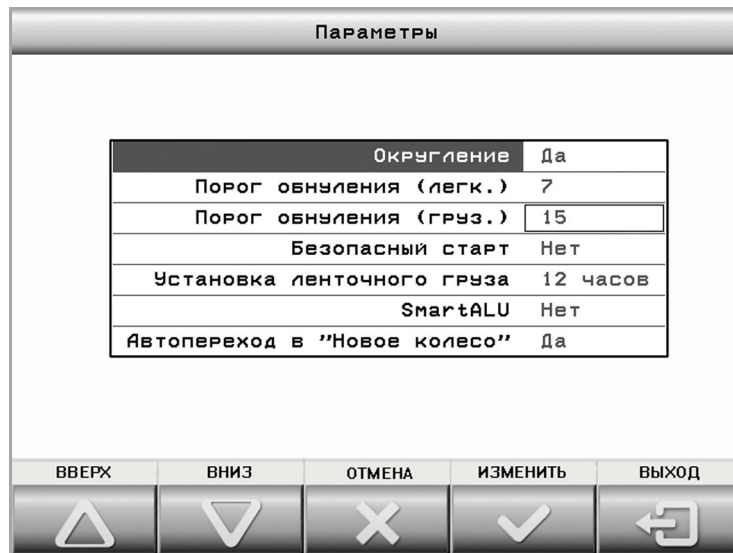 Параметры
Округление Да
Порог обнуления (легк.) 7
Порог обнуления (груз.) 15
Безопасный старт Нет
Установка ленточного груза 12 часов
SmartALU Нет
Автопереход в "Новое колесо" Да
ВВЕРХ ВНИЗ ОТМЕНА ИЗМЕНИТЬ ВЫХОД